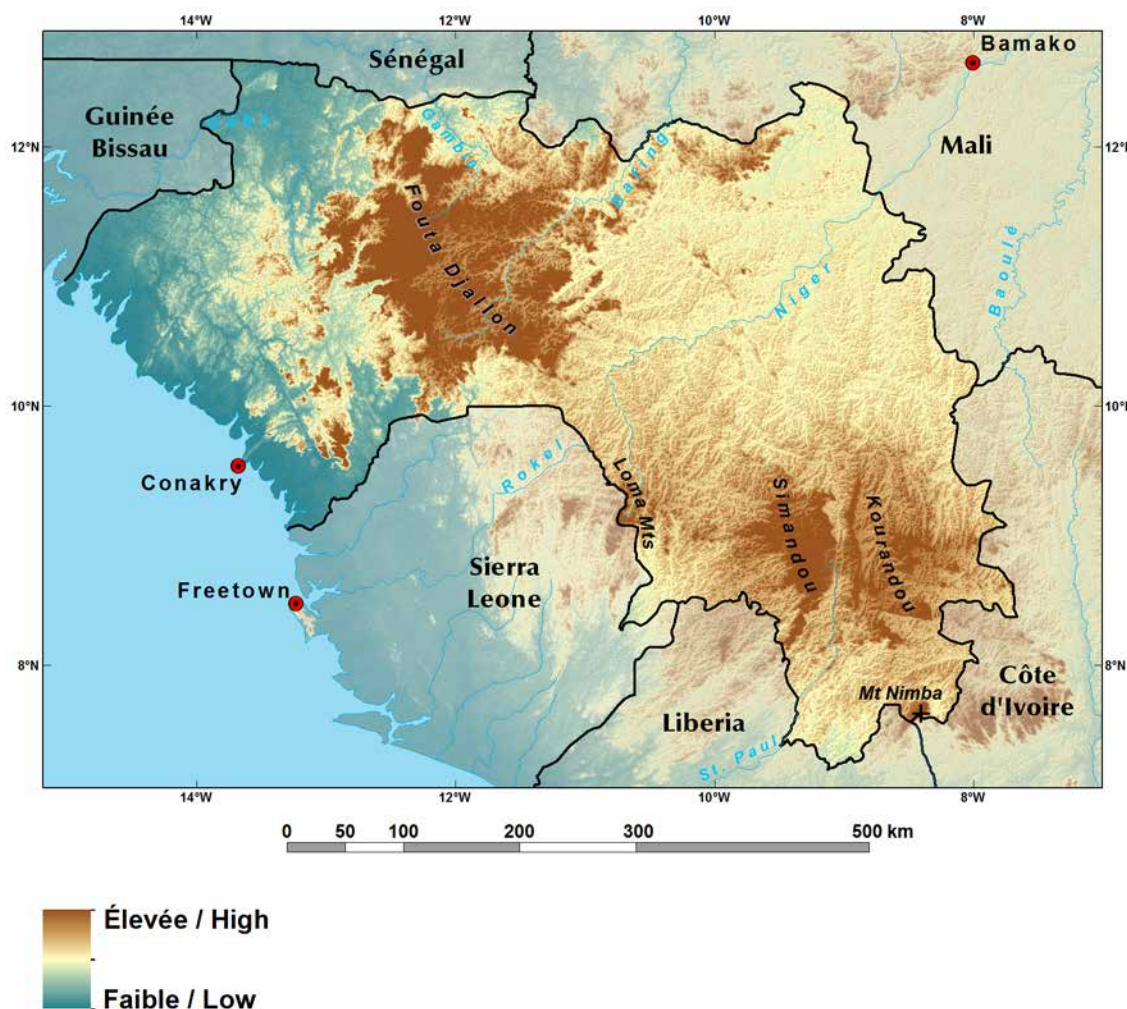 14°W
12°W
10°W
8°W
Bamako
Sénégal
Guinée
Bissau
Gambia
Bafing
12°N
Mali
12°N
Fouta Djallon
Baoulé
Niger
10°N
10°N
Rokel
Conakry
Loma Mts
Simandou
Kourandou
Sierra
Leone
Freetown
8°N
8°N
Mt Nimba
Côte
d'Ivoire
Liberia
St. Paul
14°W
12°W
10°W
8°W
0
50
100
200
300
500 km
Élevée / High
Faible / Low